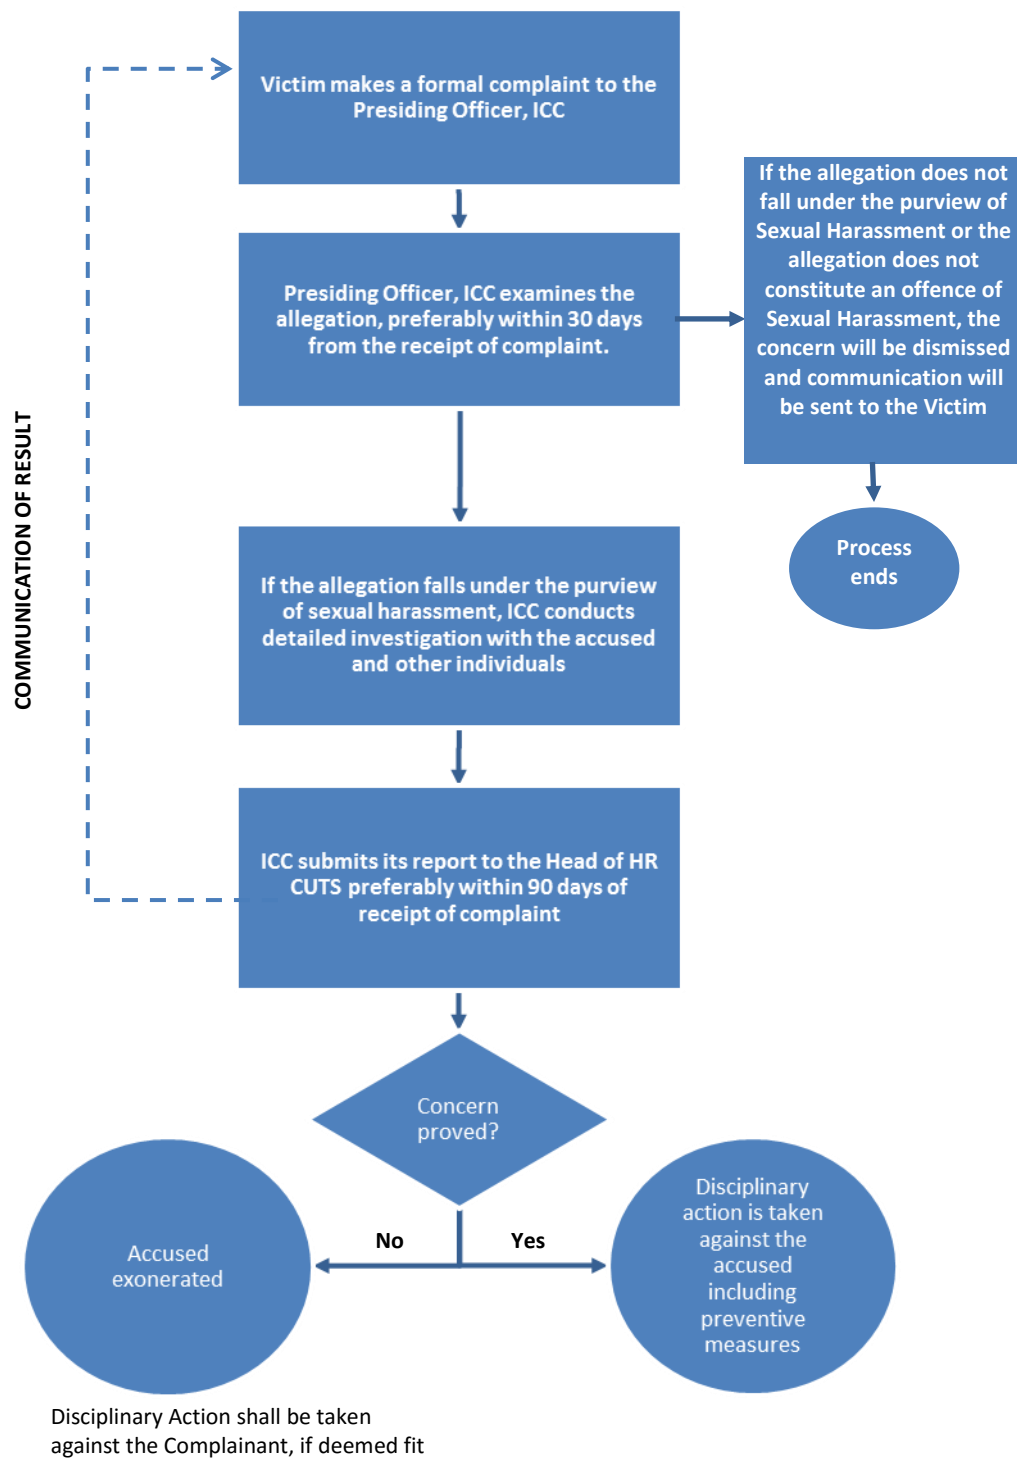 Victim makes a formal complaint to the
Presiding Officer, ICC
If the allegation does not
fall under the purview of
Sexual Harassment or the
allegation does not
constitute an offence of
Sexual Harassment, the
concern will be dismissed
and communication will
be sent to the Victim
Presiding Officer, ICC examines the
allegation, preferably within 30 days
from the receipt of complaint.
Process
ends
COMMUNICATION OF RESULT
If the allegation falls under the purview
of sexual harassment, ICC conducts
detailed investigation with the accused
and other individuals
ICC submits its report to the Head of HR
CUTS preferably within 90 days of
receipt of complaint
Concern
proved?
No
Yes
Accused
exonerated
Disciplinary
action is taken
against the
accused
including
preventive
measures
Disciplinary Action shall be taken
against the Complainant, if deemed fit